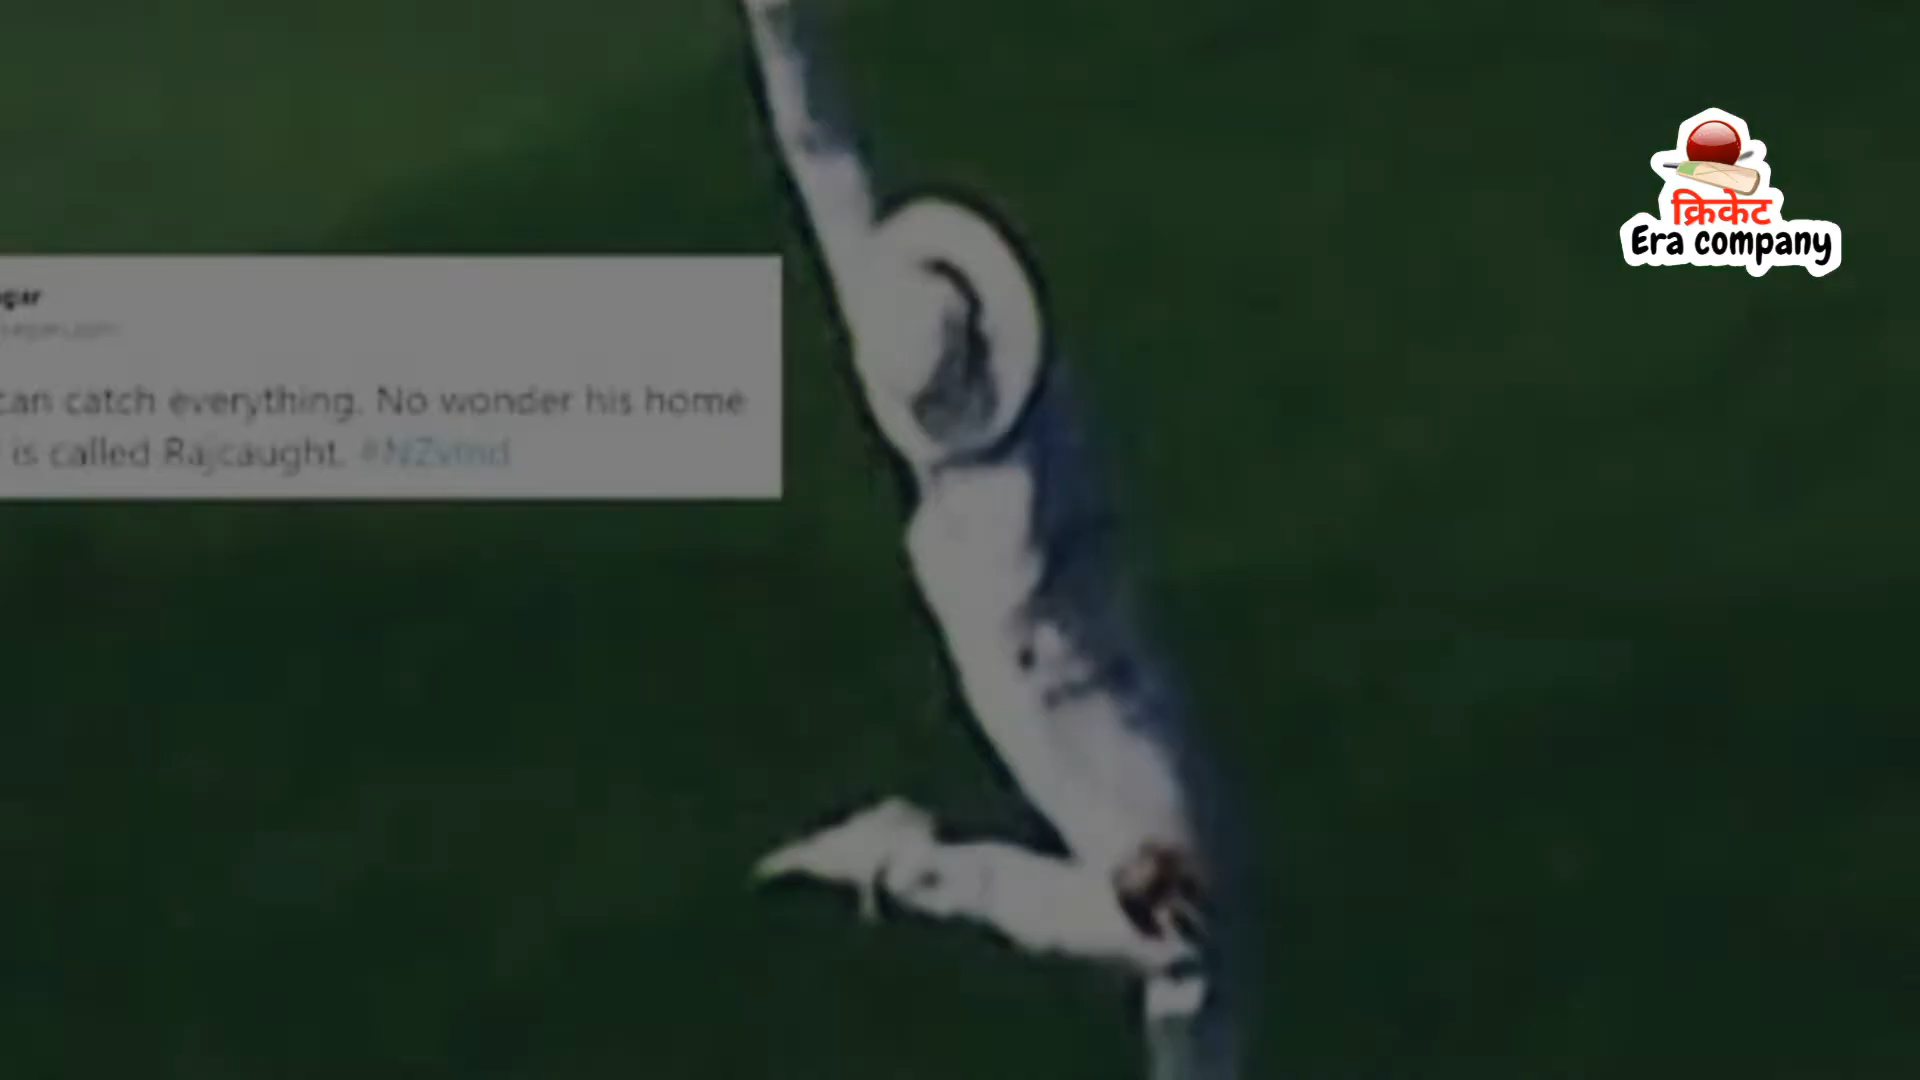 can catch everything. No wonder his home
is called Rajcaught. #NZvInd
क्रिकेट
Era company